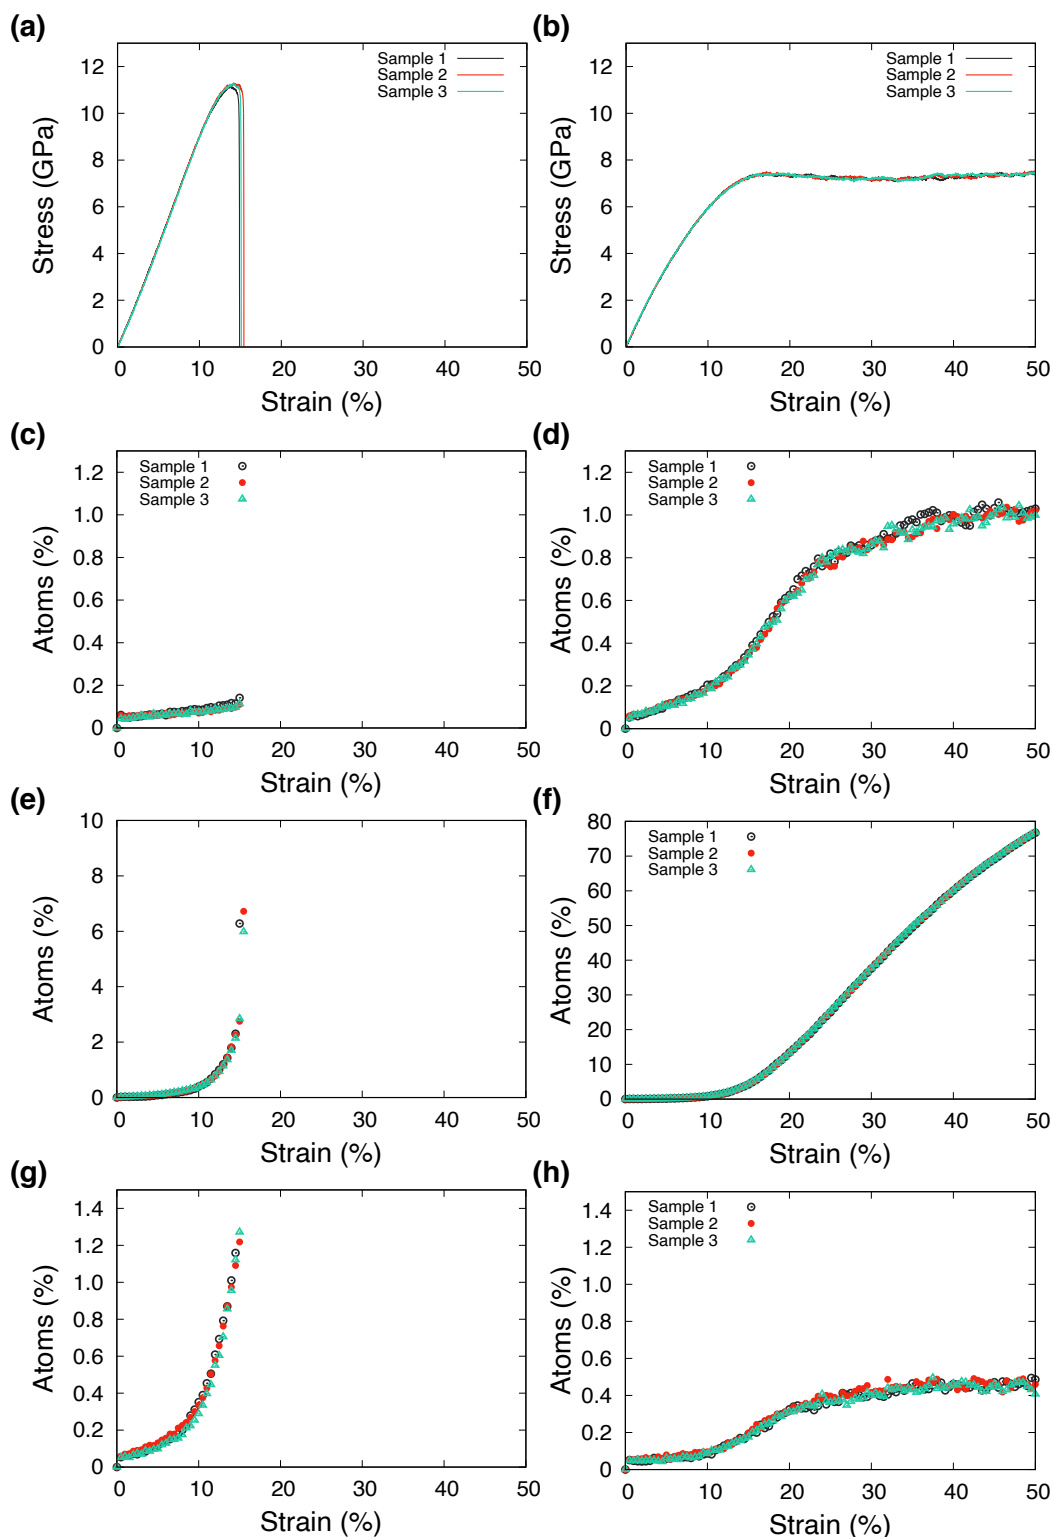 (a)
Stress (GPa)
12
10
8
6
4
2
0
Sample 1
Sample 2
Sample 3
0 10 20 30 40 50
Strain (%)
(b)
Stress (GPa)
12
10
8
6
4
2
0
Sample 1
Sample 2
Sample 3
0 10 20 30 40 50
Strain (%)
(c)
Atoms (%)
1.2
1.0
0.8
0.6
0.4
0.2
0
Sample 1
Sample 2
Sample 3
0 10 20 30 40 50
Strain (%)
(d)
Atoms (%)
1.2
1.0
0.8
0.6
0.4
0.2
0
Sample 1
Sample 2
Sample 3
0 10 20 30 40 50
Strain (%)
(e)
Atoms (%)
10
8
6
4
2
0
0 10 20 30 40 50
Strain (%)
(f)
Atoms (%)
80
70
60
50
40
30
20
10
0
Sample 1
Sample 2
Sample 3
0 10 20 30 40 50
Strain (%)
(g)
Atoms (%)
1.4
1.2
1.0
0.8
0.6
0.4
0.2
0
0 10 20 30 40 50
Strain (%)
(h)
Atoms (%)
1.4
1.2
1.0
0.8
0.6
0.4
0.2
0
Sample 1
Sample 2
Sample 3
0 10 20 30 40 50
Strain (%)